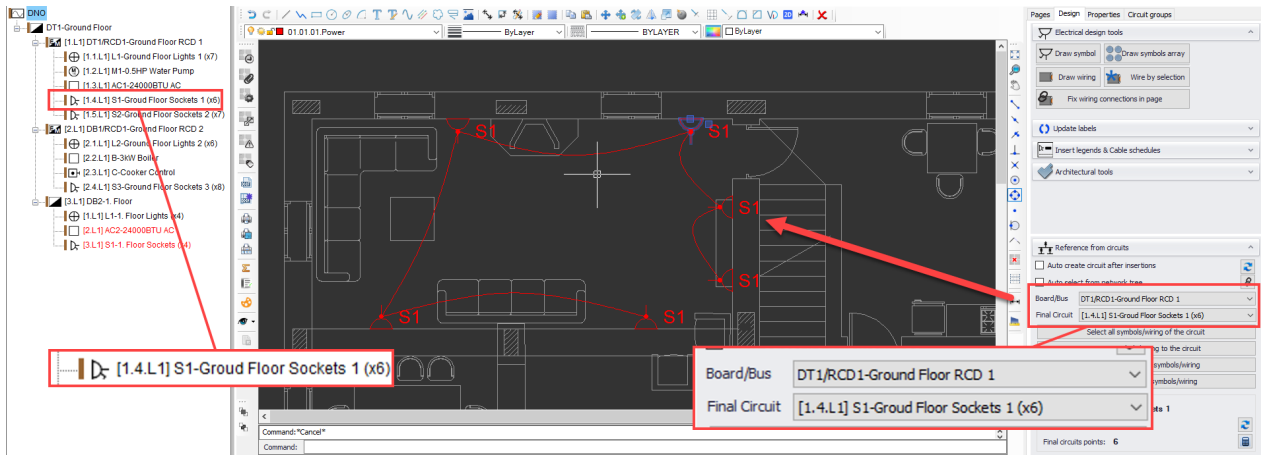 DNO
DT1-Ground Floor
[1.L1] DT1/RCD1-Ground Floor RCD 1
[1.1.L1] L1-Ground Floor Lights 1 (x7)
[1.2.L1] M1-0.5HP Water Pump
[1.3.L1] AC1-24000BTU AC
[1.4.L1] S1-Groud Floor Sockets 1 (x6)
[1.5.L1] S2-Ground Floor Sockets 2 (x7)
[2.L1] DB1/RCD1-Ground Floor RCD 2
[2.1.L1] L2-Ground Floor Lights 2 (x6)
[2.2.L1] B-3kW Boiler
[2.3.L1] C-Cooker Control
[2.4.L1] S3-Ground Floor Sockets 3 (x8)
[3.L1] DB2-1. Floor
[1.L1] L1-1. Floor Lights (x4)
[2.L1] AC2-24000BTU AC
[3.L1] S1-1. Floor Sockets (x4)
[1.4.L1] S1-Groud Floor Sockets 1 (x6)
01.01.01.Power
ByLayer
BYLAYER
ByLayer
S1
S1
S1
S1
S1
S1
Command:*Cancel*
Command:
Pages Design Properties Circuit groups
Electrical design tools
Draw symbol
Draw symbols array
Draw wiring
Wire by selection
Fix wiring connections in page
Update labels
Insert legends & Cable schedules
Architectural tools
Reference from circuits
Auto create circuit after insertions
Auto select from network tree
Board/Bus DT1/RCD1-Ground Floor RCD 1
Final Circuit [1.4.L1] S1-Groud Floor Sockets 1 (x6)
Select all symbols/wiring of the circuit
to the circuit
symbols/wiring
symbols/wiring
Board/Bus DT1/RCD1-Ground Floor RCD 1
Final Circuit [1.4.L1] S1-Groud Floor Sockets 1 (x6)
Final circuits points: 6